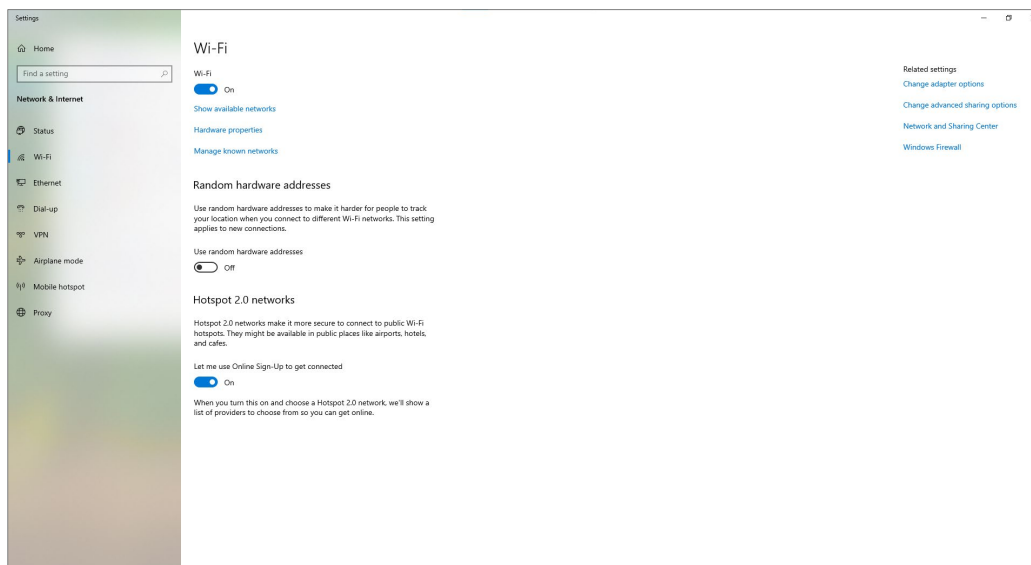 Settings
Home
Find a setting
Network & Internet
Status
Wi-Fi
Ethernet
Dial-up
VPN
Airplane mode
Mobile hotspot
Proxy
Wi-Fi
Wi-Fi
On
Show available networks
Hardware properties
Manage known networks
Random hardware addresses
Use random hardware addresses to make it harder for people to track
your location when you connect to different Wi-Fi networks. This setting
applies to new connections.
Use random hardware addresses
Off
Hotspot 2.0 networks
Hotspot 2.0 networks make it more secure to connect to public Wi-Fi
hotspots. They might be available in public places like airports, hotels,
and cafes.
Let me use Online Sign-Up to get connected
On
When you turn this on and choose a Hotspot 2.0 network, we'll show a
list of providers to choose from so you can get online.
Related settings
Change adapter options
Change advanced sharing options
Network and Sharing Center
Windows Firewall